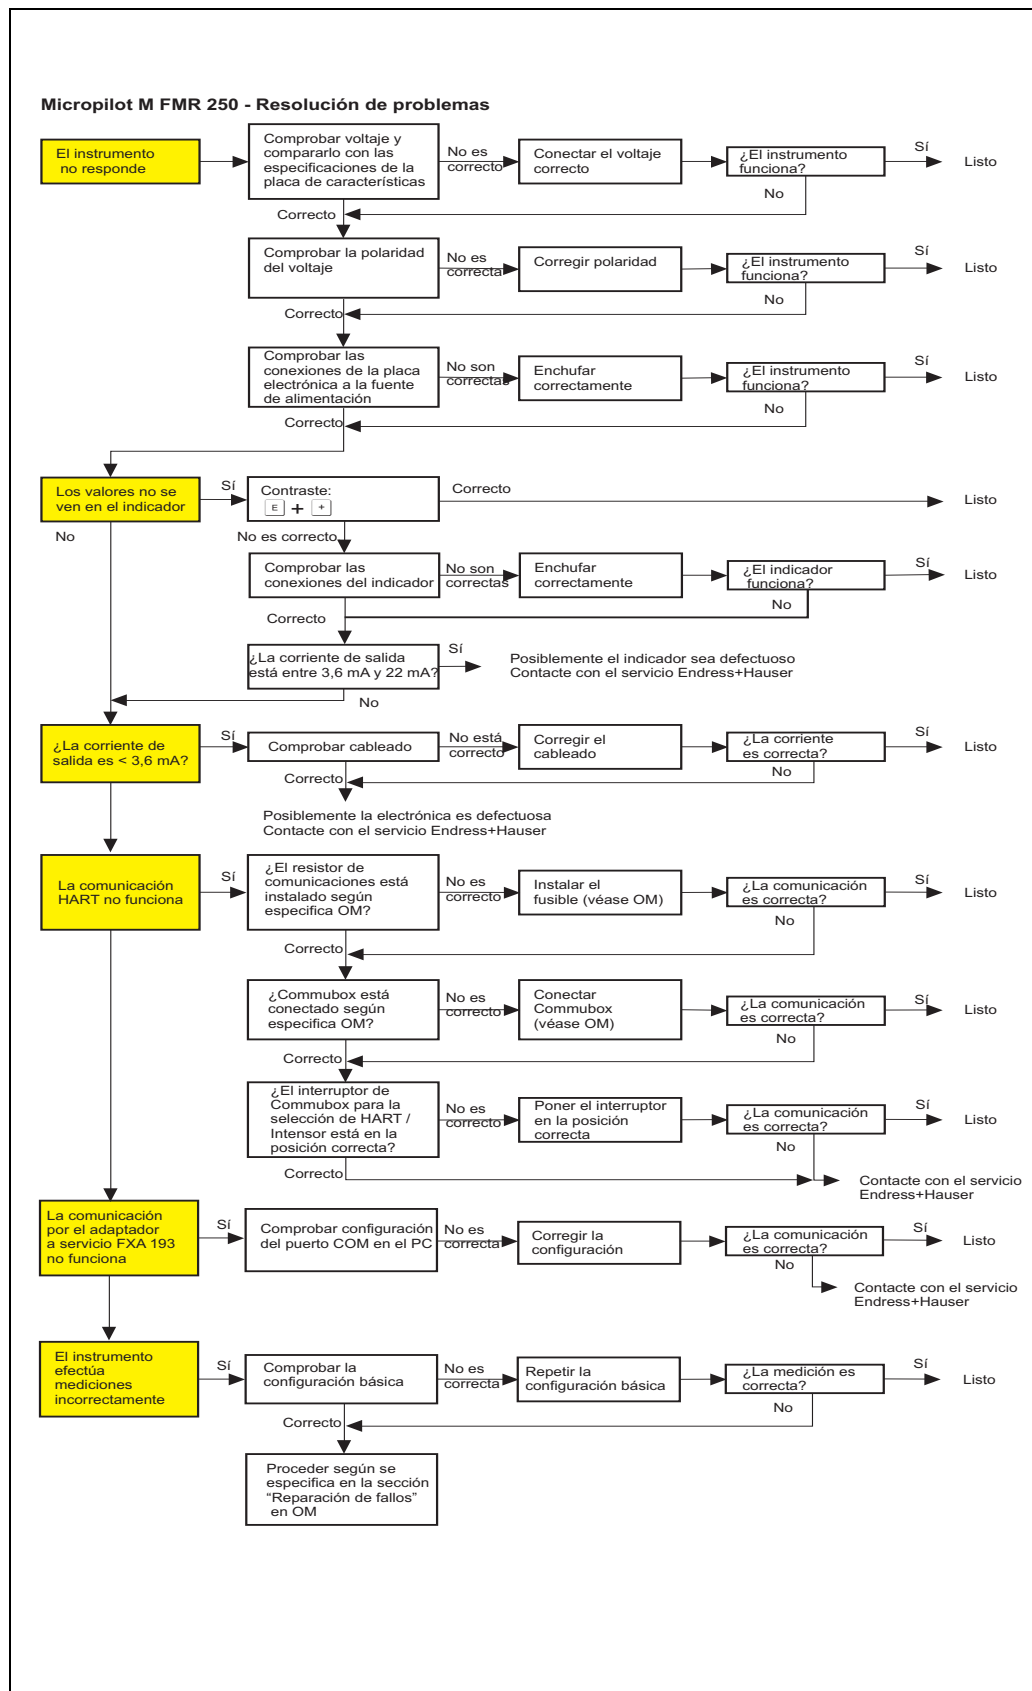 Micropilot M FMR 250 - Resolución de problemas
El instrumento
no responde
Comprobar voltaje y
compararlo con las
especificaciones de la
placa de características
No es
correcto
Conectar el voltaje
correcto
¿El instrumento
funciona?
Sí
Listo
No
Correcto
Comprobar la polaridad
del voltaje
No es
correcta
Corregir polaridad
¿El instrumento
funciona?
Sí
Listo
No
Correcto
Comprobar las
conexiones de la placa
electrónica a la fuente
de alimentación
No son
correctas
Enchufar
correctamente
¿El instrumento
funciona?
Sí
Listo
No
Correcto
Los valores no se
ven en el indicador
Sí
Contraste:
E + +
Correcto
Listo
No
No es correcto
Comprobar las
conexiones del indicador
No son
correctas
Enchufar
correctamente
¿El indicador
funciona?
Sí
Listo
No
Correcto
¿La corriente de salida
está entre 3,6 mA y 22 mA?
Sí
Posiblemente el indicador sea defectuoso
Contacte con el servicio Endress+Hauser
No
¿La corriente de
salida es < 3,6 mA?
Sí
Comprobar cableado
No está
correcto
Corregir el
cableado
¿La corriente
es correcta?
Sí
Listo
No
Correcto
Posiblemente la electrónica es defectuosa
Contacte con el servicio Endress+Hauser
La comunicación
HART no funciona
Sí
¿El resistor de
comunicaciones está
instalado según
especifica OM?
No es
correcto
Instalar el
fusible (véase OM)
¿La comunicación
es correcta?
Sí
Listo
No
Correcto
¿Commubox está
conectado según
especifica OM?
No es
correcto
Conectar
Commubox
(véase OM)
¿La comunicación
es correcta?
Sí
Listo
No
Correcto
¿El interruptor de
Commubox para la
selección de HART /
Intensor está en la
posición correcta?
No es
correcto
Poner el interruptor
en la posición
correcta
¿La comunicación
es correcta?
Sí
Listo
No
Correcto
Contacte con el servicio
Endress+Hauser
La comunicación
por el adaptador
a servicio FXA 193
no funciona
Sí
Comprobar configuración
del puerto COM en el PC
No es
correcta
Corregir la
configuración
¿La comunicación
es correcta?
Sí
Listo
No
Contacte con el servicio
Endress+Hauser
El instrumento
efectúa
mediciones
incorrectamente
Sí
Comprobar la
configuración básica
No es
correcta
Repetir la
configuración básica
¿La medición es
correcta?
Sí
Listo
No
Correcto
Proceder según se
especifica en la sección
“Reparación de fallos”
en OM